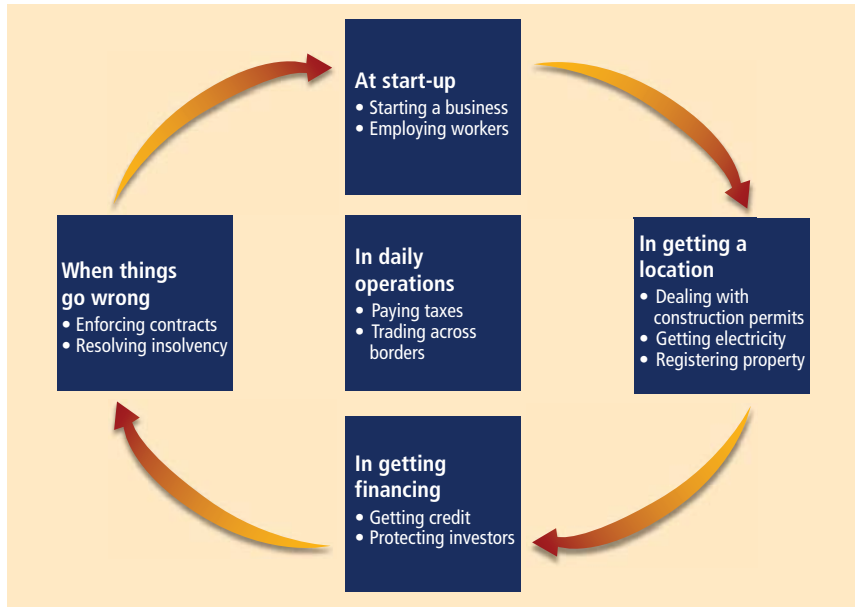 At start-up
• Starting a business
• Employing workers
When things
go wrong
• Enforcing contracts
• Resolving insolvency
In daily
operations
• Paying taxes
• Trading across
borders
In getting a
location
• Dealing with
construction permits
• Getting electricity
• Registering property
In getting
financing
• Getting credit
• Protecting investors